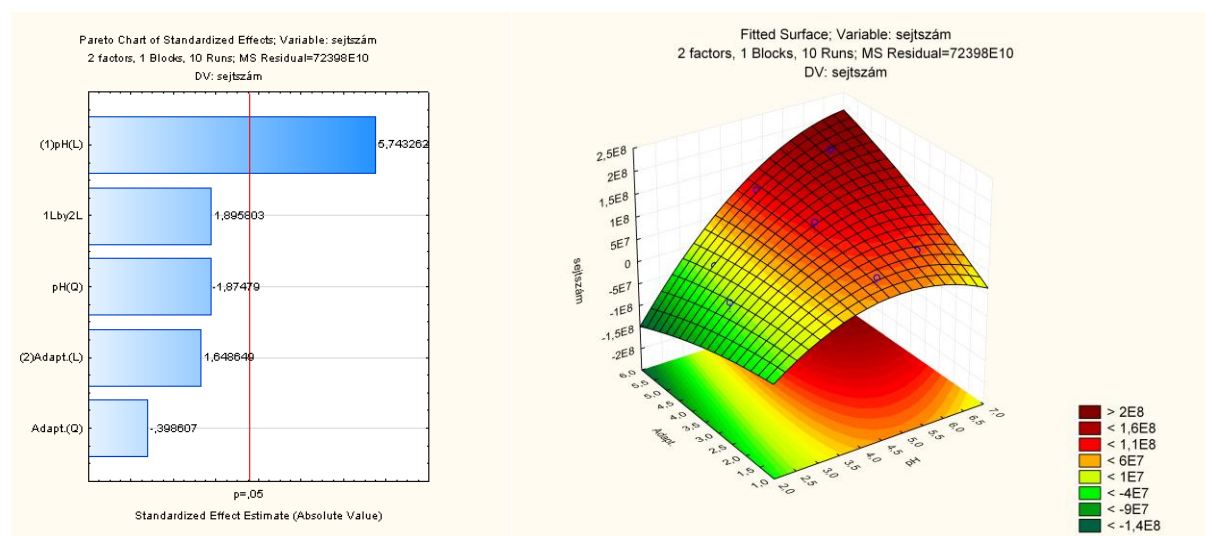 Pareto Chart of Standardized Effects; Variable: sejtszám
2 factors, 1 Blocks, 10 Runs; MS Residual=72398E10
DV: sejtszám
(1)pH(L)
5,743262
1Lby2L
1,895803
pH(Q)
-1,87479
(2)Adapt.(L)
1,648649
Adapt.(Q)
-,398607
p=,05
Standardized Effect Estimate (Absolute Value)
Fitted Surface; Variable: sejtszám
2 factors, 1 Blocks, 10 Runs; MS Residual=72398E10
DV: sejtszám
2,5E8
2E8
1,5E8
1E8
5E7
0
-5E7
-1E8
-1,5E8
-2E8
sejtszám
6,0
5,5
5,0
4,5
4,0
3,5
3,0
2,5
2,0
1,5
1,0
Adapt.
2,0
2,5
3,0
3,5
4,0
4,5
5,0
5,5
6,0
6,5
7,0
pH
> 2E8
< 1,6E8
< 1,1E8
< 6E7
< 1E7
< -4E7
< -9E7
< -1,4E8